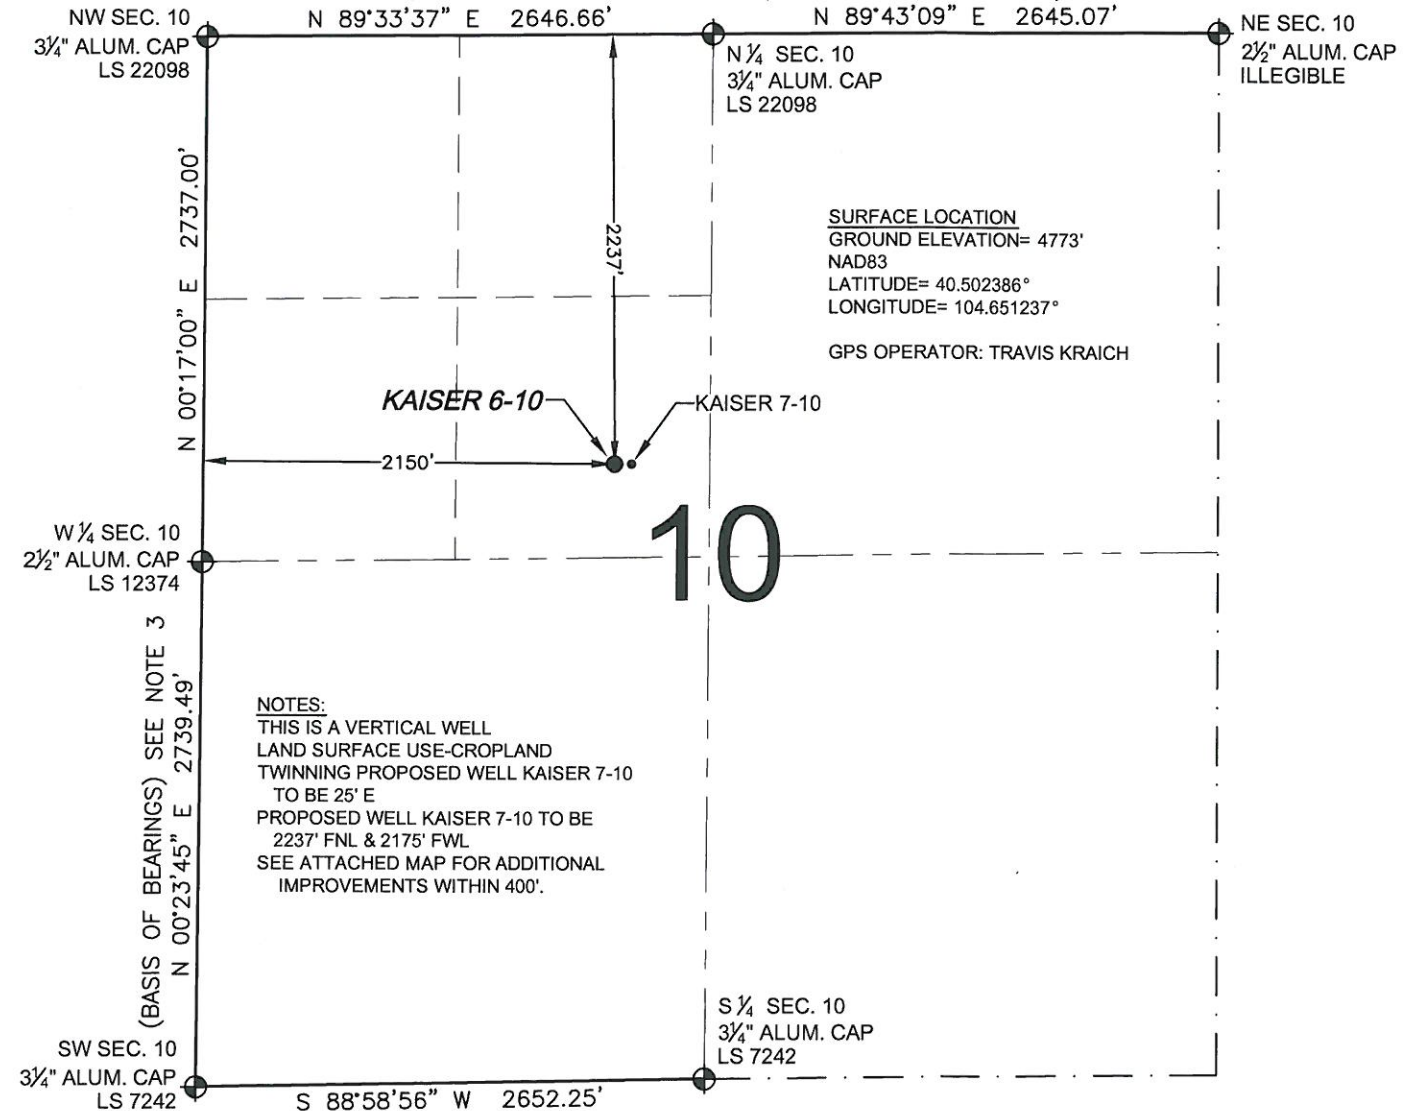 NW SEC. 10
3¼" ALUM. CAP
LS 22098
N 89°33'37" E 2646.66'
N 89°43'09" E 2645.07'
NE SEC. 10
2½" ALUM. CAP
ILLEGIBLE
N ¼ SEC. 10
3¼" ALUM. CAP
LS 22098
N 00°17'00" E 2737.00'
2237'
SURFACE LOCATION
GROUND ELEVATION= 4773'
NAD83
LATITUDE= 40.502386°
LONGITUDE= 104.651237°
GPS OPERATOR: TRAVIS KRAICH
KAISER 6-10
KAISER 7-10
2150'
W ¼ SEC. 10
2½" ALUM. CAP
LS 12374
10
(BASIS OF BEARINGS) SEE NOTE 3
N 00°23'45" E 2739.49'
NOTES:
THIS IS A VERTICAL WELL
LAND SURFACE USE-CROPLAND
TWINNING PROPOSED WELL KAISER 7-10
TO BE 25' E
PROPOSED WELL KAISER 7-10 TO BE
2237' FNL & 2175' FWL
SEE ATTACHED MAP FOR ADDITIONAL
IMPROVEMENTS WITHIN 400'.
S ¼ SEC. 10
3¼" ALUM. CAP
LS 7242
SW SEC. 10
3¼" ALUM. CAP
LS 7242
S 88°58'56" W 2652.25'